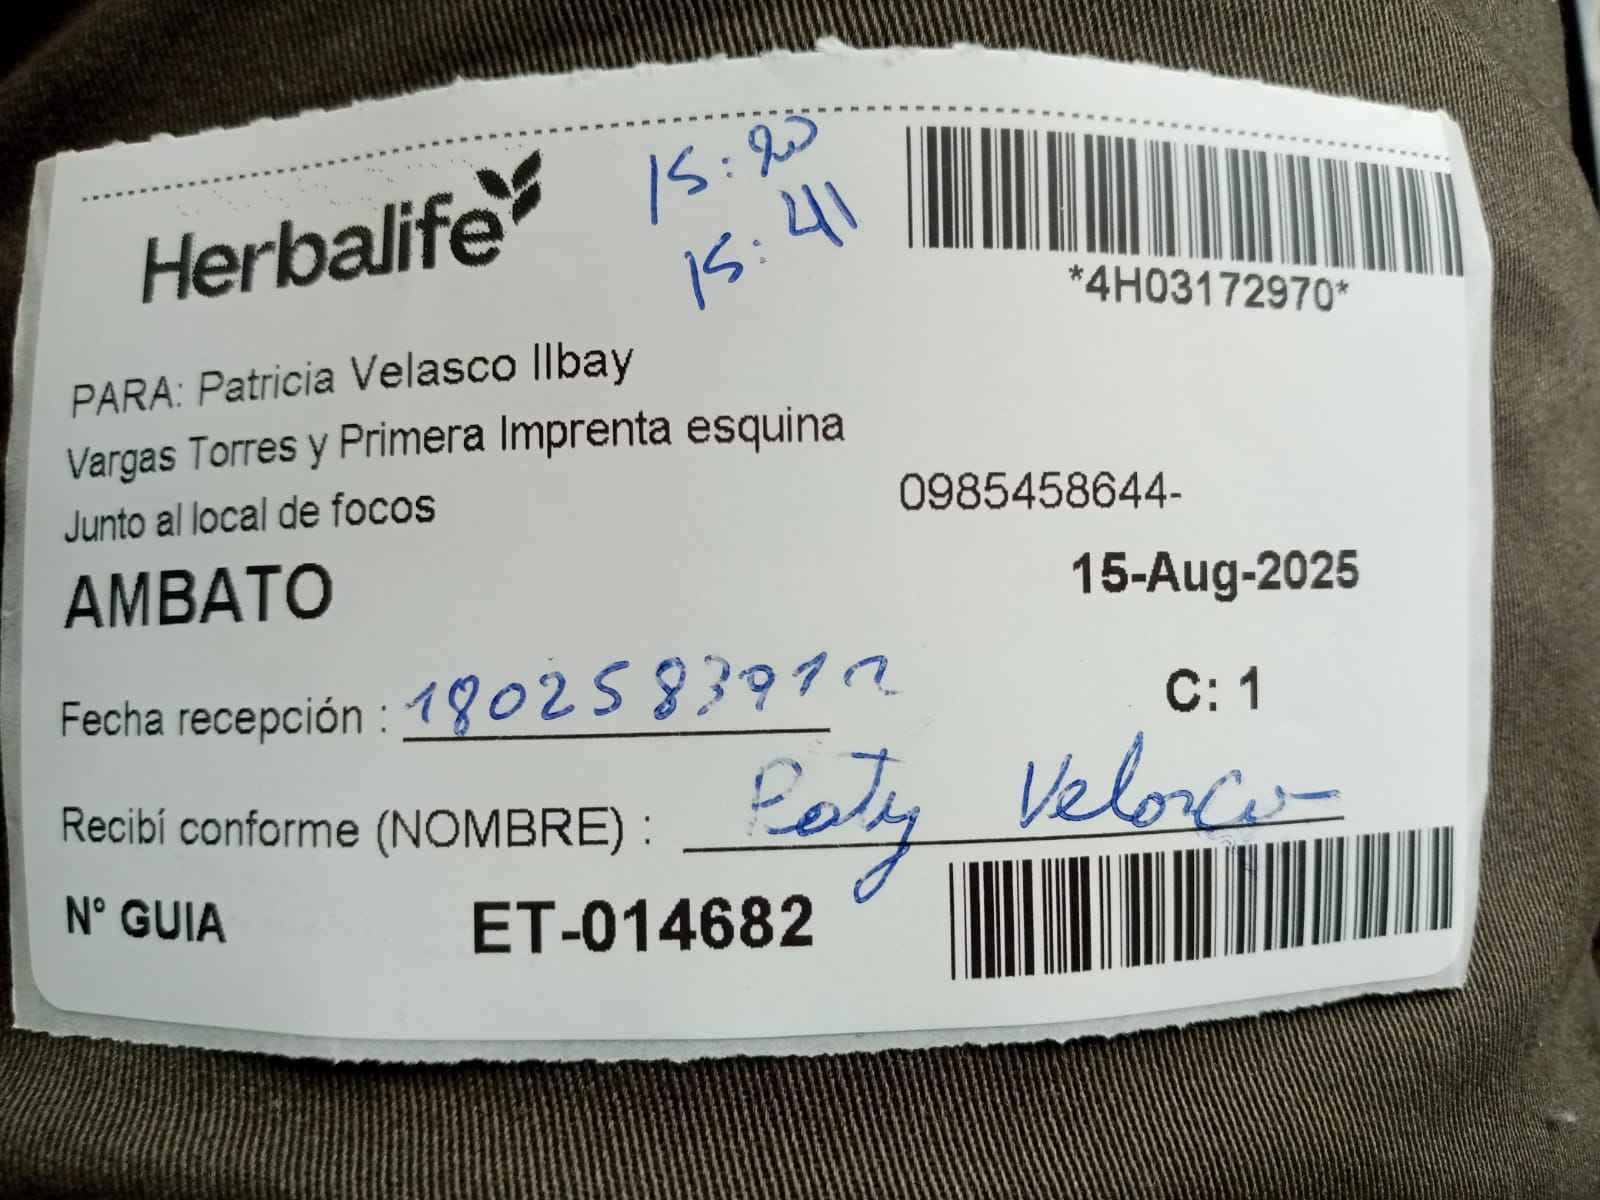 Herbalife
15:20
15:41
*4H03172970*
PARA: Patricia Velasco Ilbay
Vargas Torres y Primera Imprenta esquina
Junto al local de focos
0985458644-
AMBATO
15-Aug-2025
Fecha recepción :
C: 1
Recibí conforme (NOMBRE) : Paty Velasco
N° GUIA ET-014682